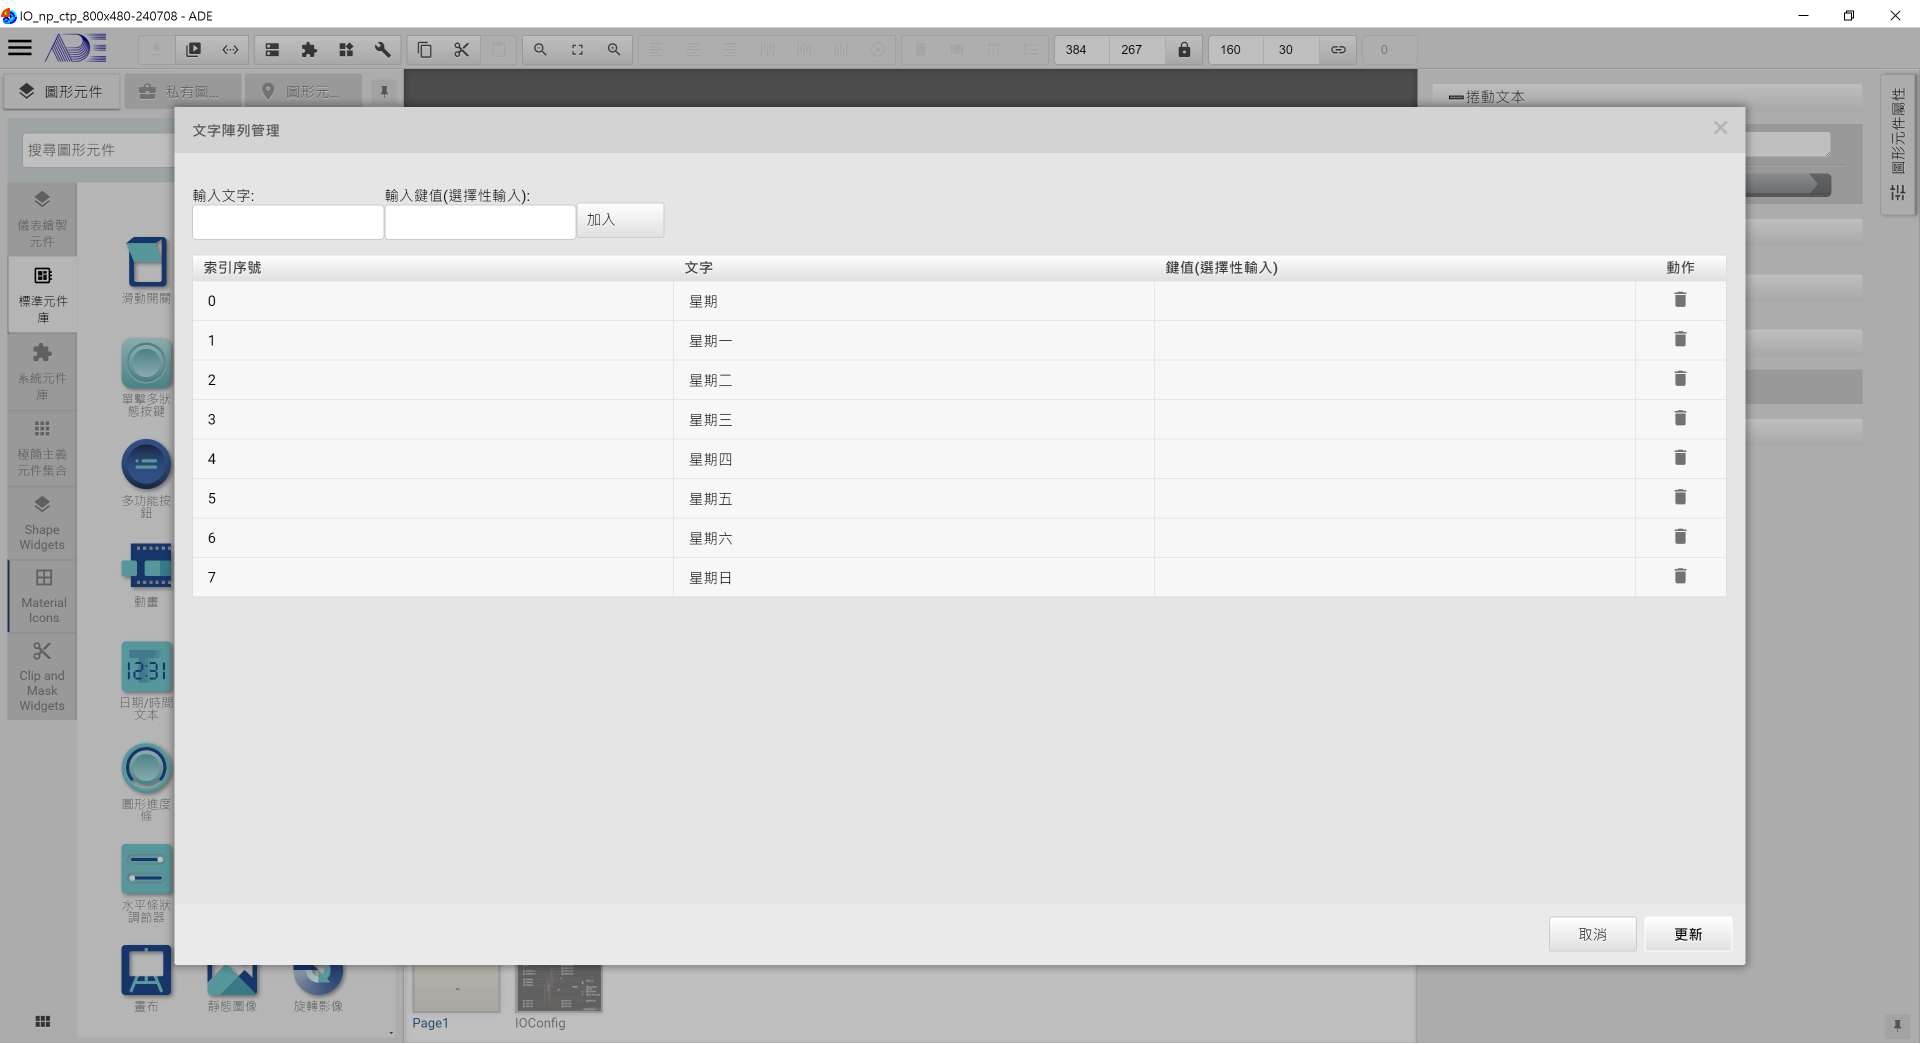 IO_np_ctp_800x480-240708 - ADE
ADE
384
267
160
30
0
圖形元件
私有圖...
圖形元...
捲動文本
圖形元件屬性
搜尋圖形元件
儀表繪製
元件
標準元件
庫
系統元件
庫
極簡主義
元件集合
Shape
Widgets
Material
Icons
Clip and
Mask
Widgets
滑動開關
單擊多狀
態按鍵
多功能按
鈕
動畫
12:31
日期/時間
文本
圓形進度
條
水平條狀
調節器
畫布
靜態圖像
旋轉影像
文字陣列管理
輸入文字:
輸入鍵值(選擇性輸入):
加入
索引序號
文字
鍵值(選擇性輸入)
動作
0
星期
1
星期一
2
星期二
3
星期三
4
星期四
5
星期五
6
星期六
7
星期日
取消
更新
Page1
IOConfig